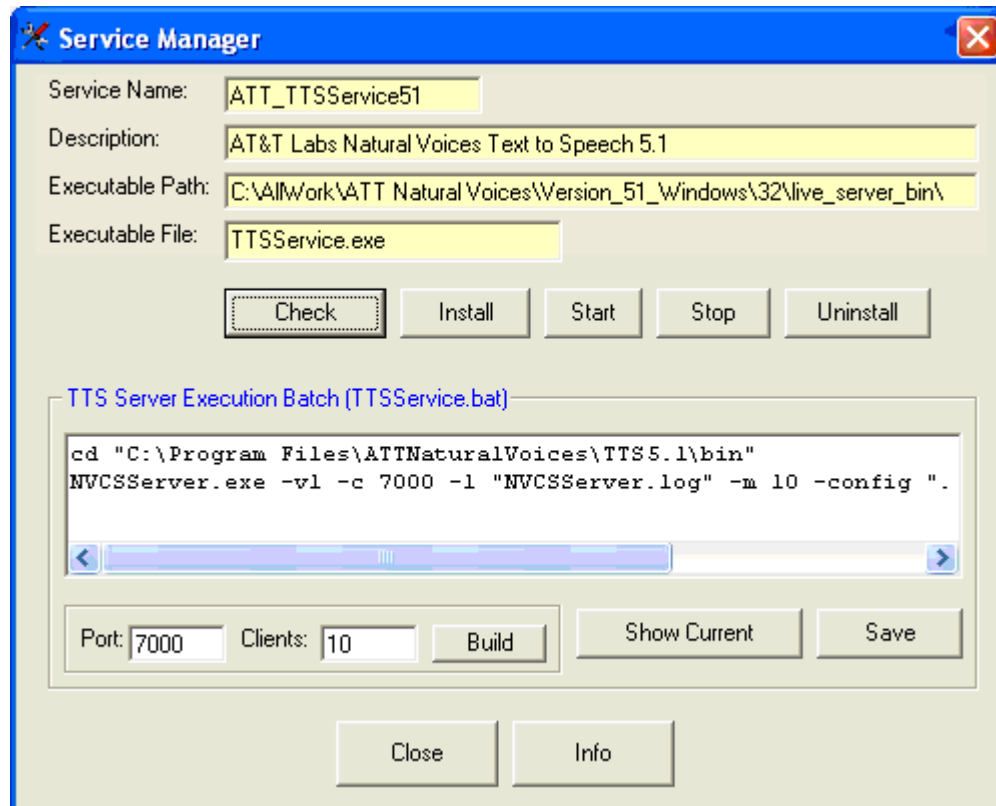 Service Manager
Service Name: ATT_TTSService51
Description: AT&T Labs Natural Voices Text to Speech 5.1
Executable Path: C:\AllWork\ATT Natural Voices\Version_51_Windows\32\live_server_bin\
Executable File: TTSService.exe
Check Install Start Stop Uninstall
TTS Server Execution Batch (TTSService.bat)
cd "C:\Program Files\ATTNaturalVoices\TTS5.1\bin"
NVCSServer.exe -v1 -c 7000 -l "NVCSServer.log" -m 10 -config ".
Port: 7000 Clients: 10 Build Show Current Save
Close Info